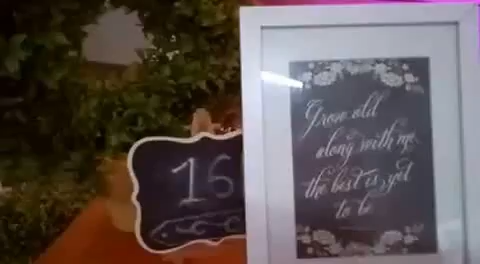 16
Grow old
along with me
the best is yet
to be